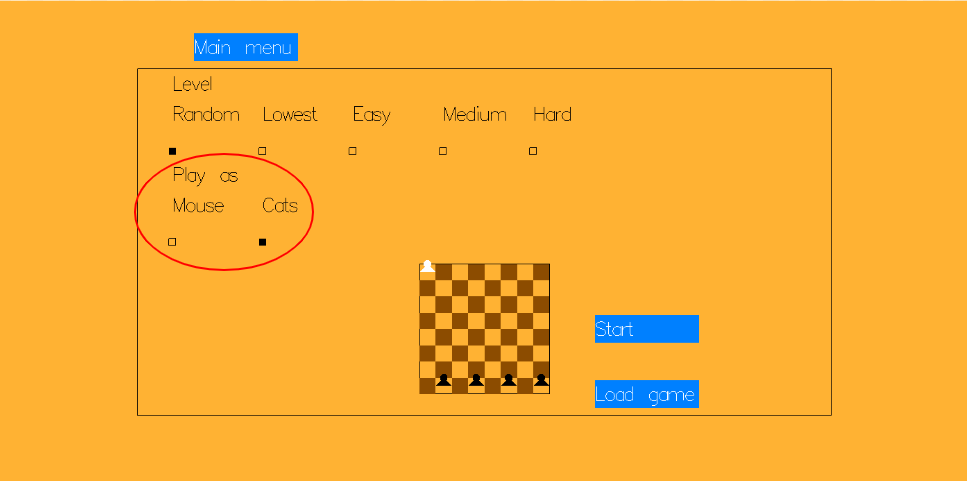 Main menu
Level
Random Lowest Easy Medium Hard
Play as
Mouse Cats
Start
Load game